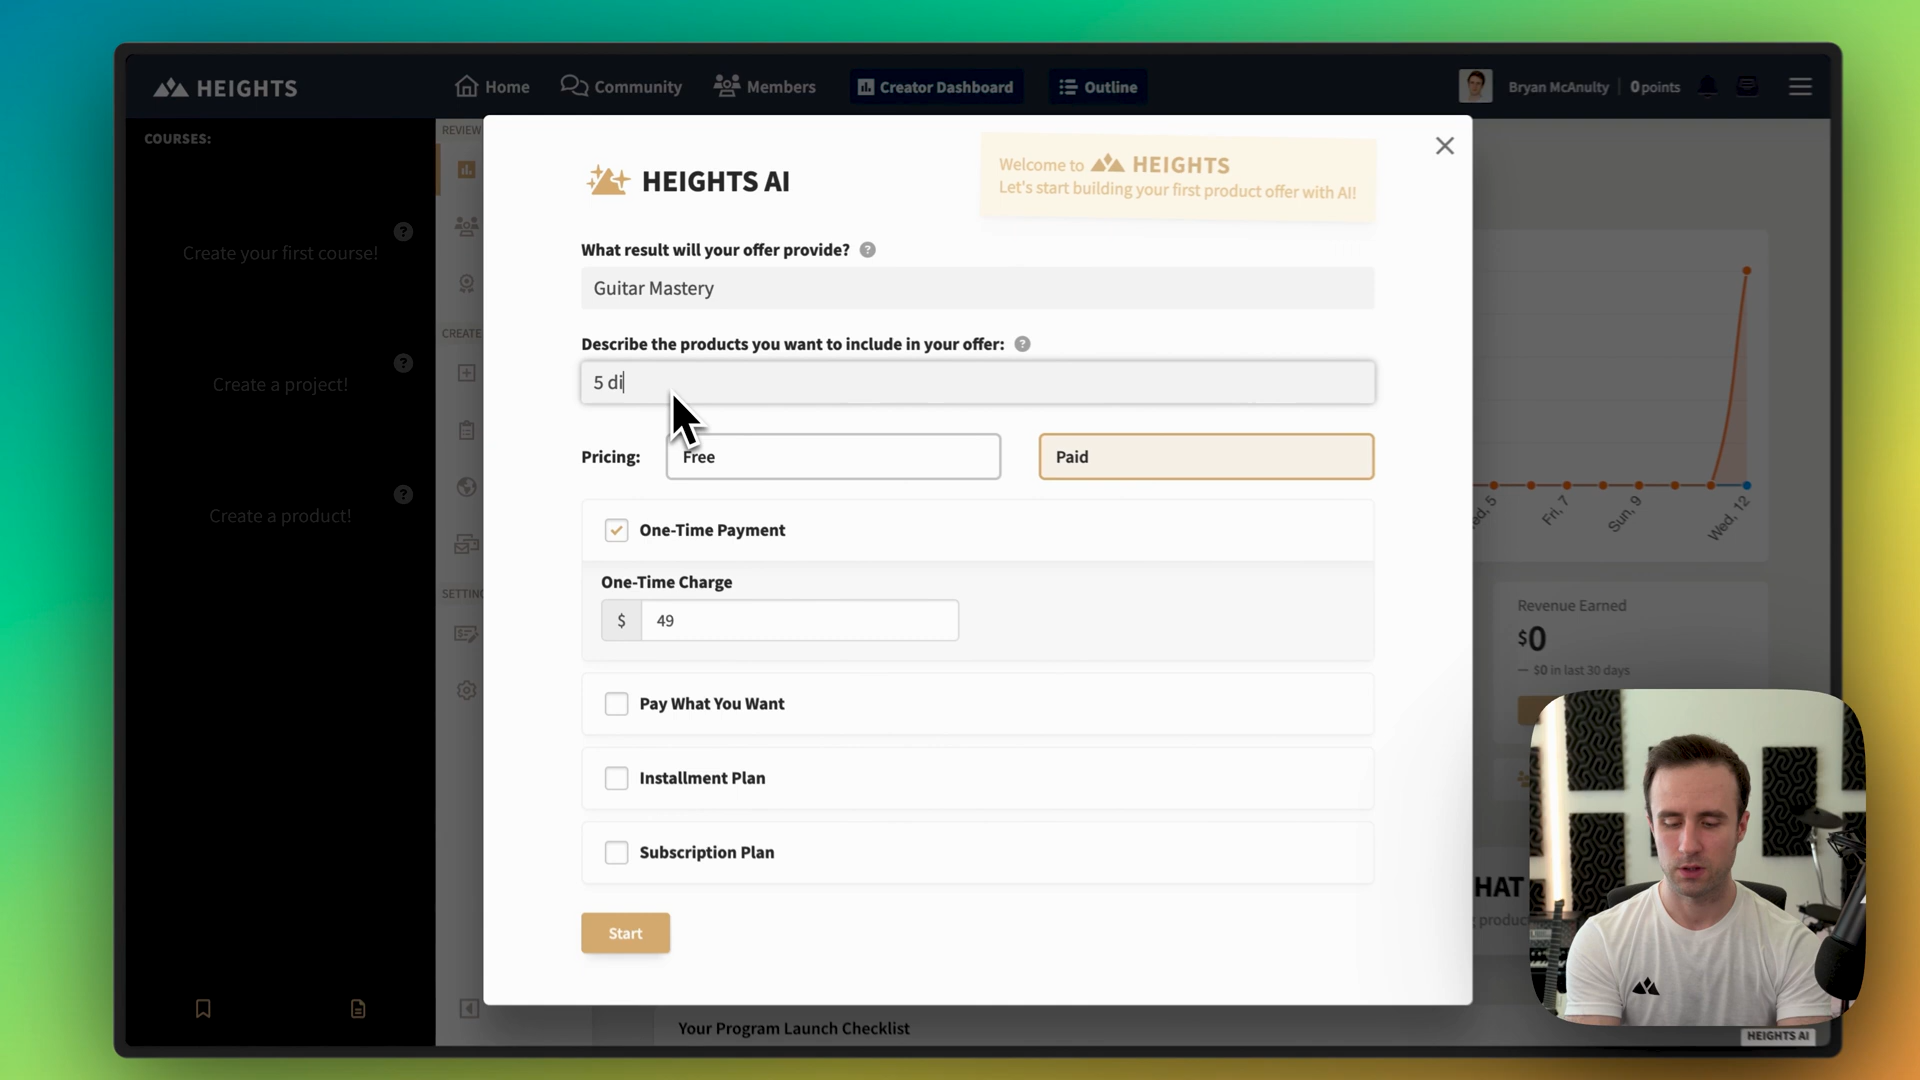 HEIGHTS
Home
Community
Members
Creator Dashboard
Outline
Bryan McAnulty
0 points
COURSES:
Create your first course!
?
Create a project!
?
Create a product!
?
REVIEW
CREATE
HEIGHTS AI
Welcome to HEIGHTS
Let's start building your first product offer with AI!
What result will your offer provide? ?
Guitar Mastery
Describe the products you want to include in your offer: ?
5 di
Pricing:
Free
Paid
One-Time Payment
One-Time Charge
$ 49
Pay What You Want
Installment Plan
Subscription Plan
Start
Fri, 7
Sun, 9
Wed, 12
Revenue Earned
$0
— $0 in last 30 days
Your Program Launch Checklist
HEIGHTS AI